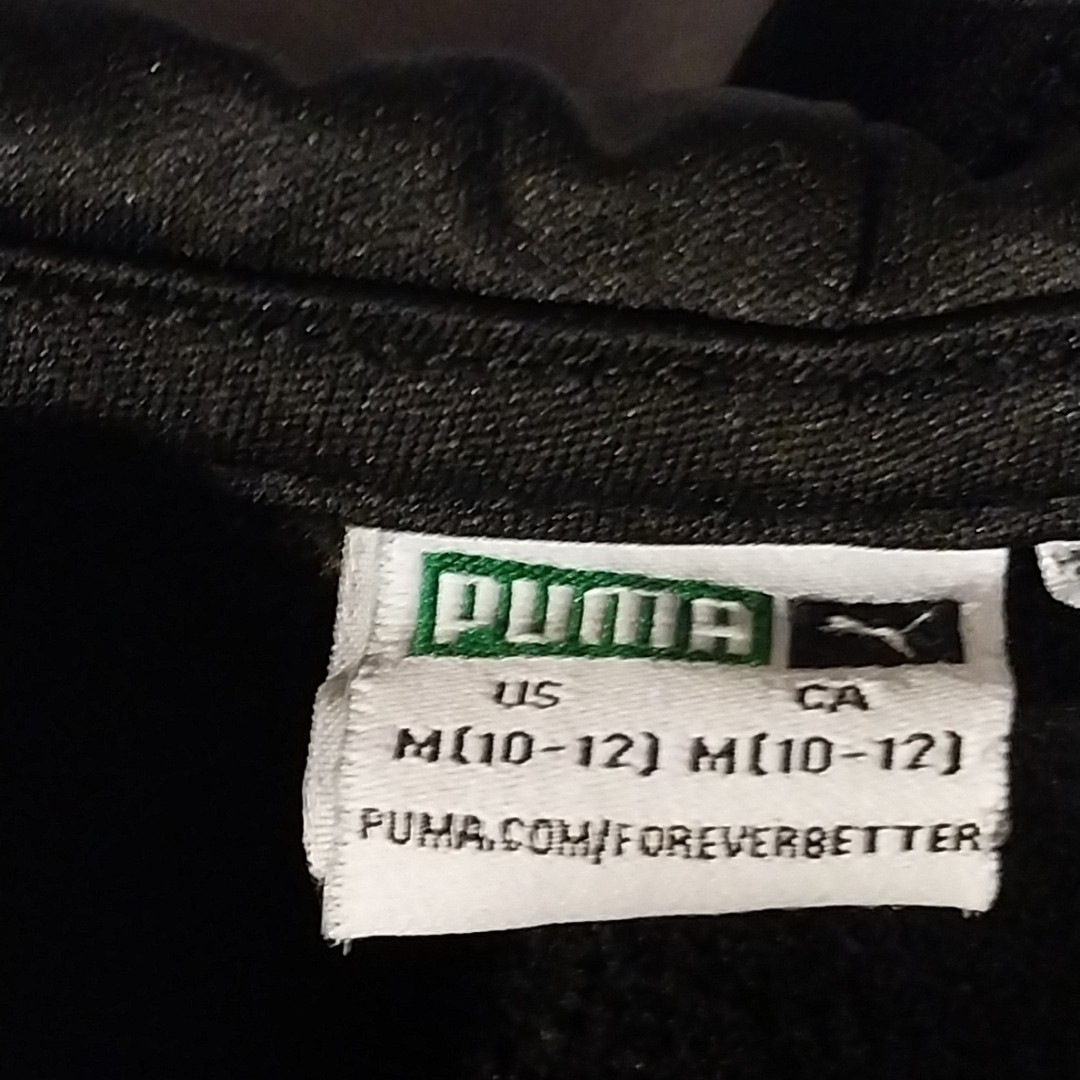 PUMA
US CA
M(10-12) M(10-12)
PUMA.COM/FOREVERBETTER